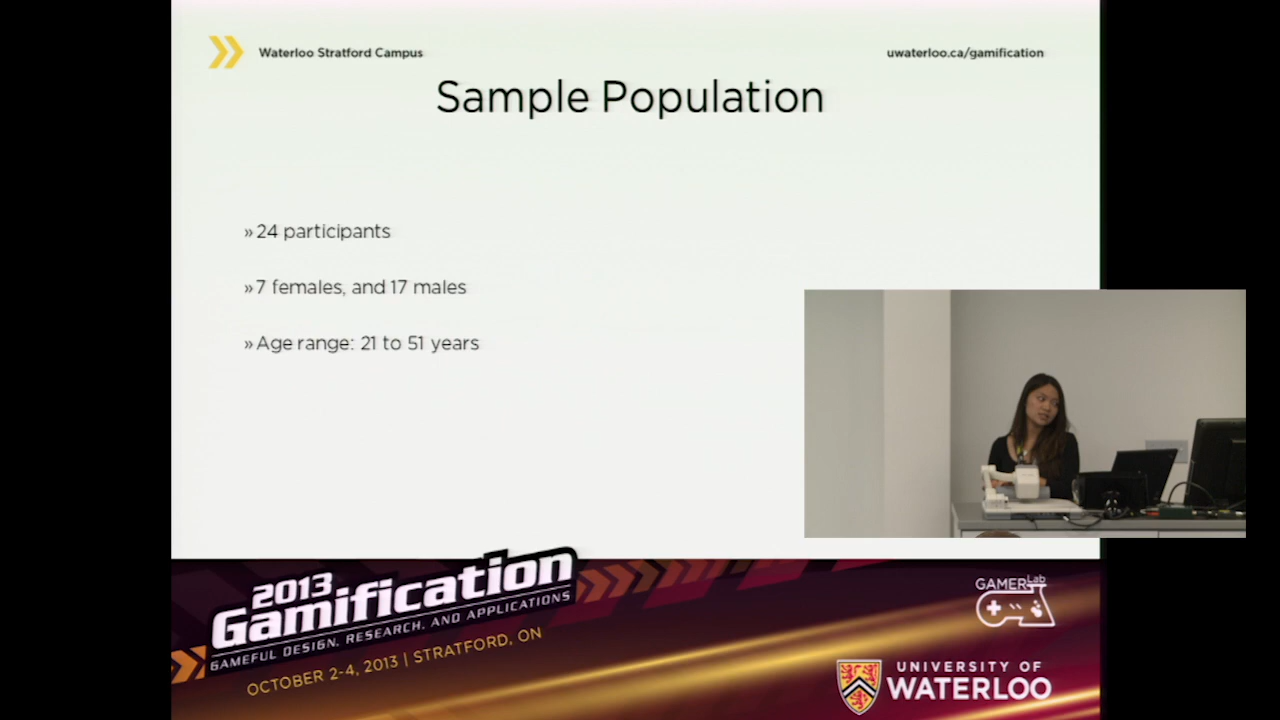 Waterloo Stratford Campus
uwaterloo.ca/gamification
Sample Population
» 24 participants
» 7 females, and 17 males
» Age range: 21 to 51 years
2013
Gamification
GAMEFUL DESIGN, RESEARCH, AND APPLICATIONS
OCTOBER 2-4, 2013 | STRATFORD, ON
GAMER Lab
UNIVERSITY OF
WATERLOO